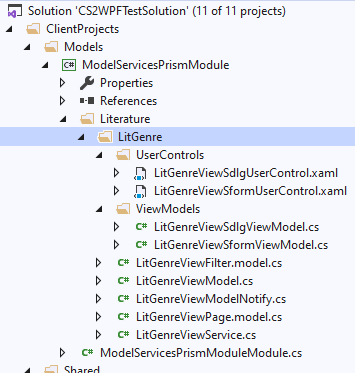 Solution 'CS2WPFTestSolution' (11 of 11 projects)
ClientProjects
Models
ModelServicesPrismModule
Properties
References
Literature
LitGenre
UserControls
LitGenreViewSdlgUserControl.xaml
LitGenreViewSformUserControl.xaml
ViewModels
LitGenreViewSdlgViewModel.cs
LitGenreViewSformViewModel.cs
LitGenreViewFilter.model.cs
LitGenreViewModel.cs
LitGenreViewModelNotify.cs
LitGenreViewPage.model.cs
LitGenreViewService.cs
ModelServicesPrismModuleModule.cs
Shared